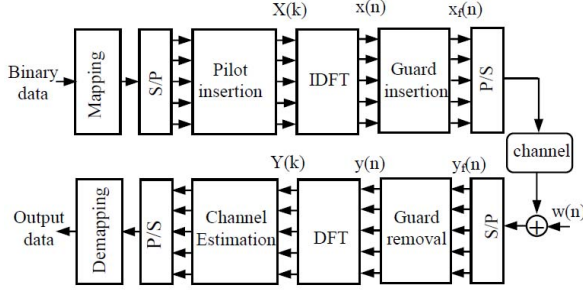 X(k)
x(n)
x_f(n)
Binary
data
Mapping
S/P
Pilot
insertion
IDFT
Guard
insertion
P/S
channel
Y(k)
y(n)
y_f(n)
w(n)
Output
data
Demapping
P/S
Channel
Estimation
DFT
Guard
removal
S/P